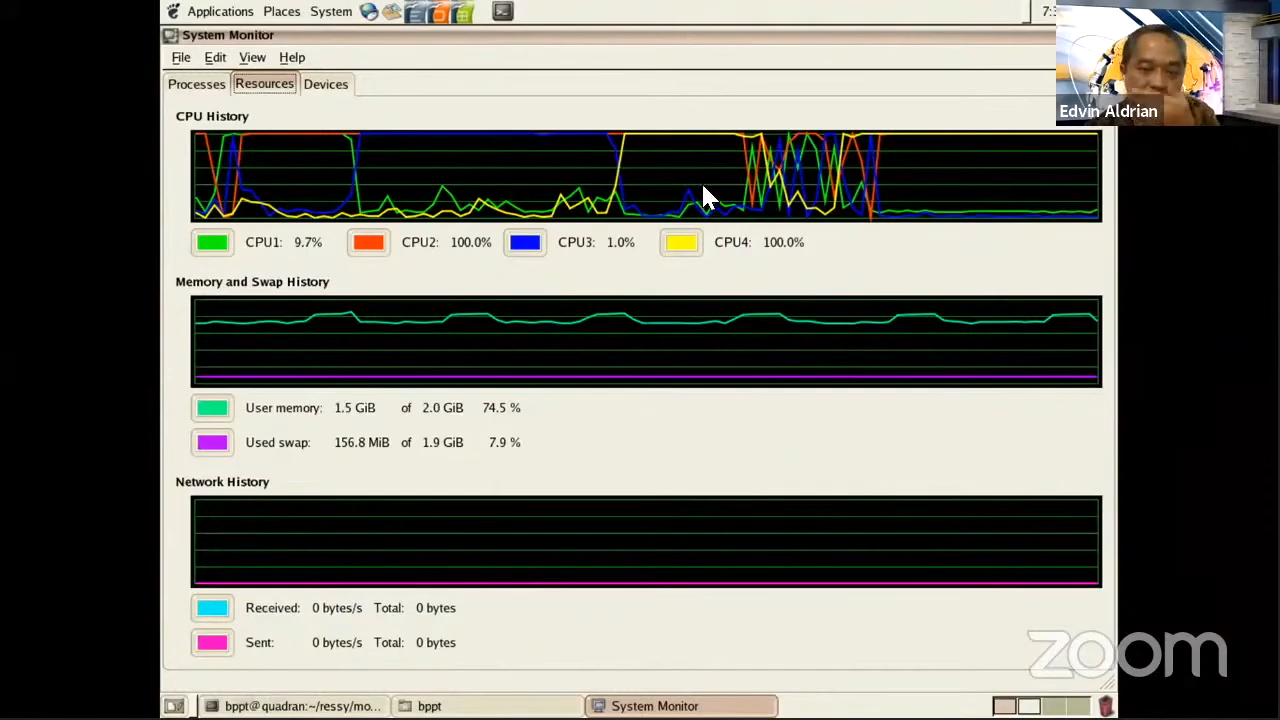 Applications Places System
7:3
System Monitor
File Edit View Help
Processes Resources Devices
Edvin Aldrian
CPU History
CPU1: 9.7% CPU2: 100.0% CPU3: 1.0% CPU4: 100.0%
Memory and Swap History
User memory: 1.5 GiB of 2.0 GiB 74.5 %
Used swap: 156.8 MiB of 1.9 GiB 7.9 %
Network History
Received: 0 bytes/s Total: 0 bytes
Sent: 0 bytes/s Total: 0 bytes
zoom
bppt@quadran:~/ressy/mo... bppt System Monitor